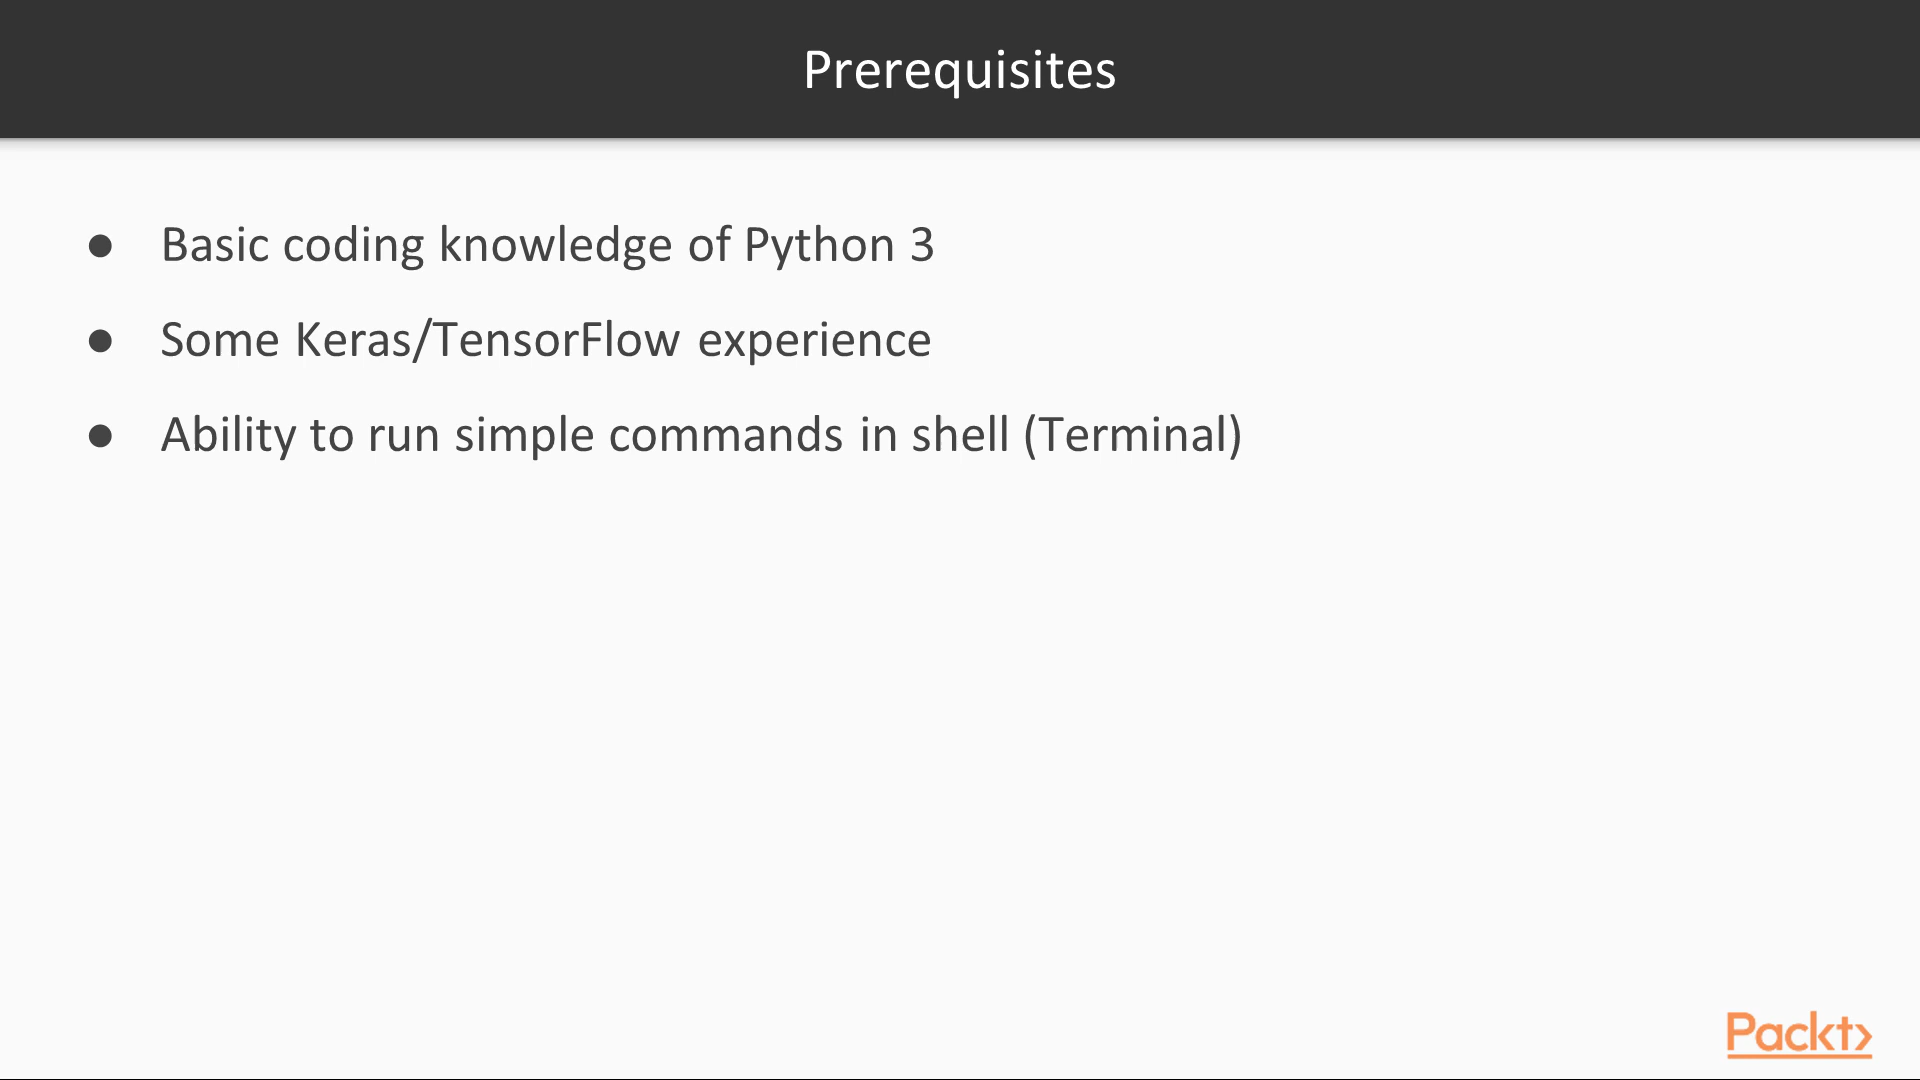 Prerequisites
● Basic coding knowledge of Python 3
● Some Keras/TensorFlow experience
● Ability to run simple commands in shell (Terminal)
Packt>